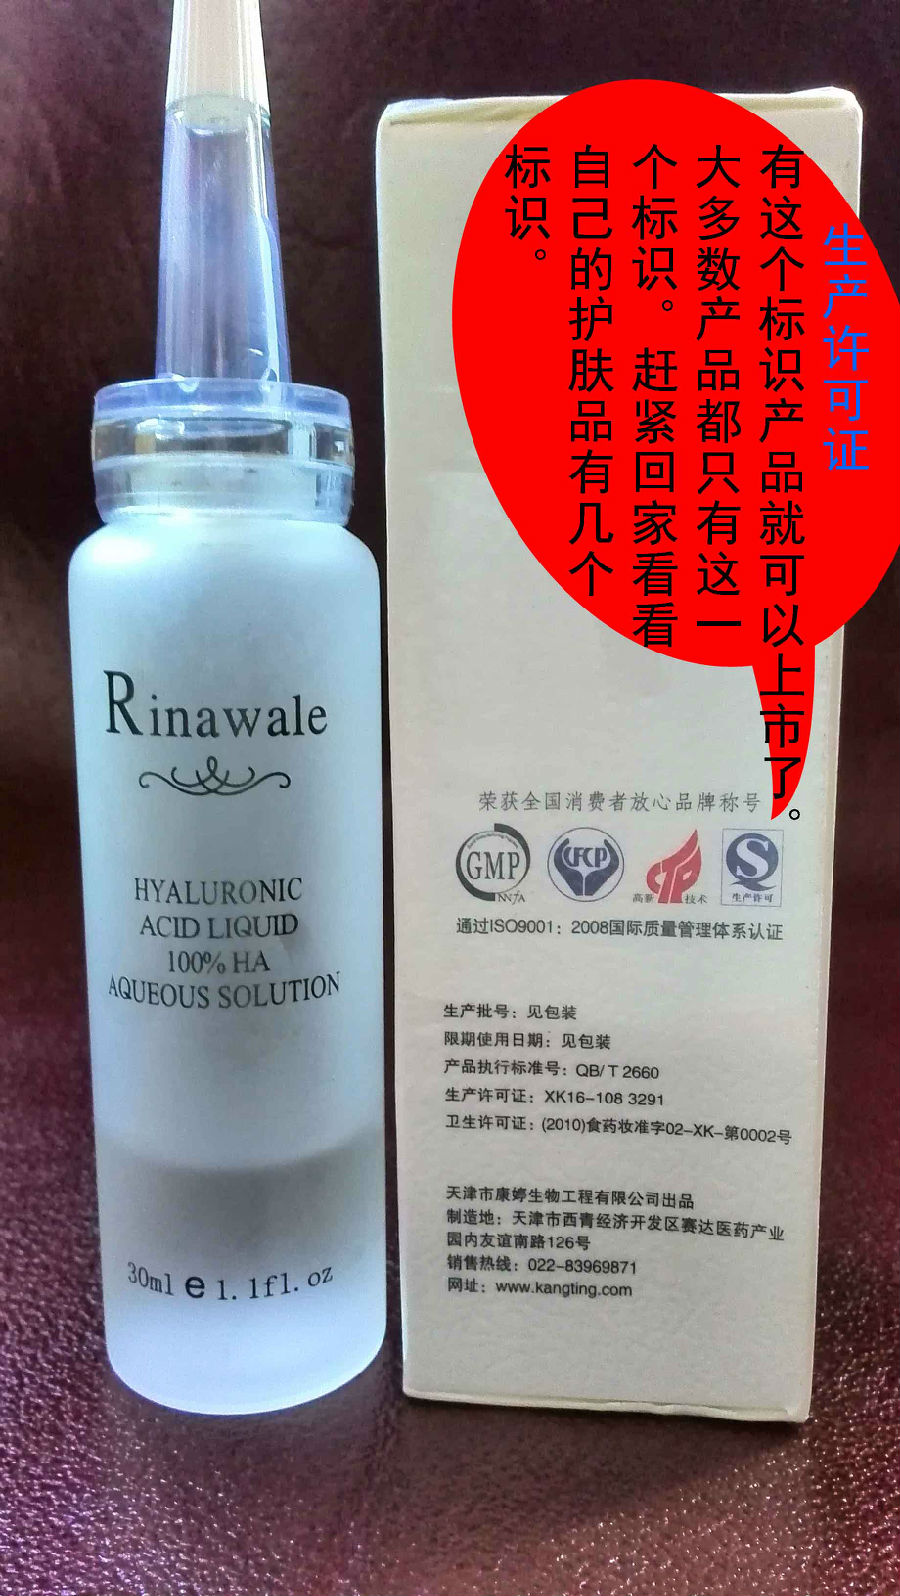 生产许可证
有这个标识产品就可以上市了。
大多数产品都只有这一
个标识。赶紧回家看看
自己的护肤品有几个
标识。
Rinawale
HYALURONIC
ACID LIQUID
100% HA
AQUEOUS SOLUTION
30ml e 1.1fl.oz
荣获全国消费者放心品牌称号
GMP
CFCP
高新技术
S
生产许可
通过ISO9001：2008国际质量管理体系认证
生产批号：见包装
限期使用日期：见包装
产品执行标准号：QB/T 2660
生产许可证：XK16-108 3291
卫生许可证：(2010)食药妆准字02-XK-第0002号
天津市康婷生物工程有限公司出品
制造地：天津市西青经济开发区赛达医药产业
园内友谊南路126号
销售热线：022-83969871
网址：www.kangting.com